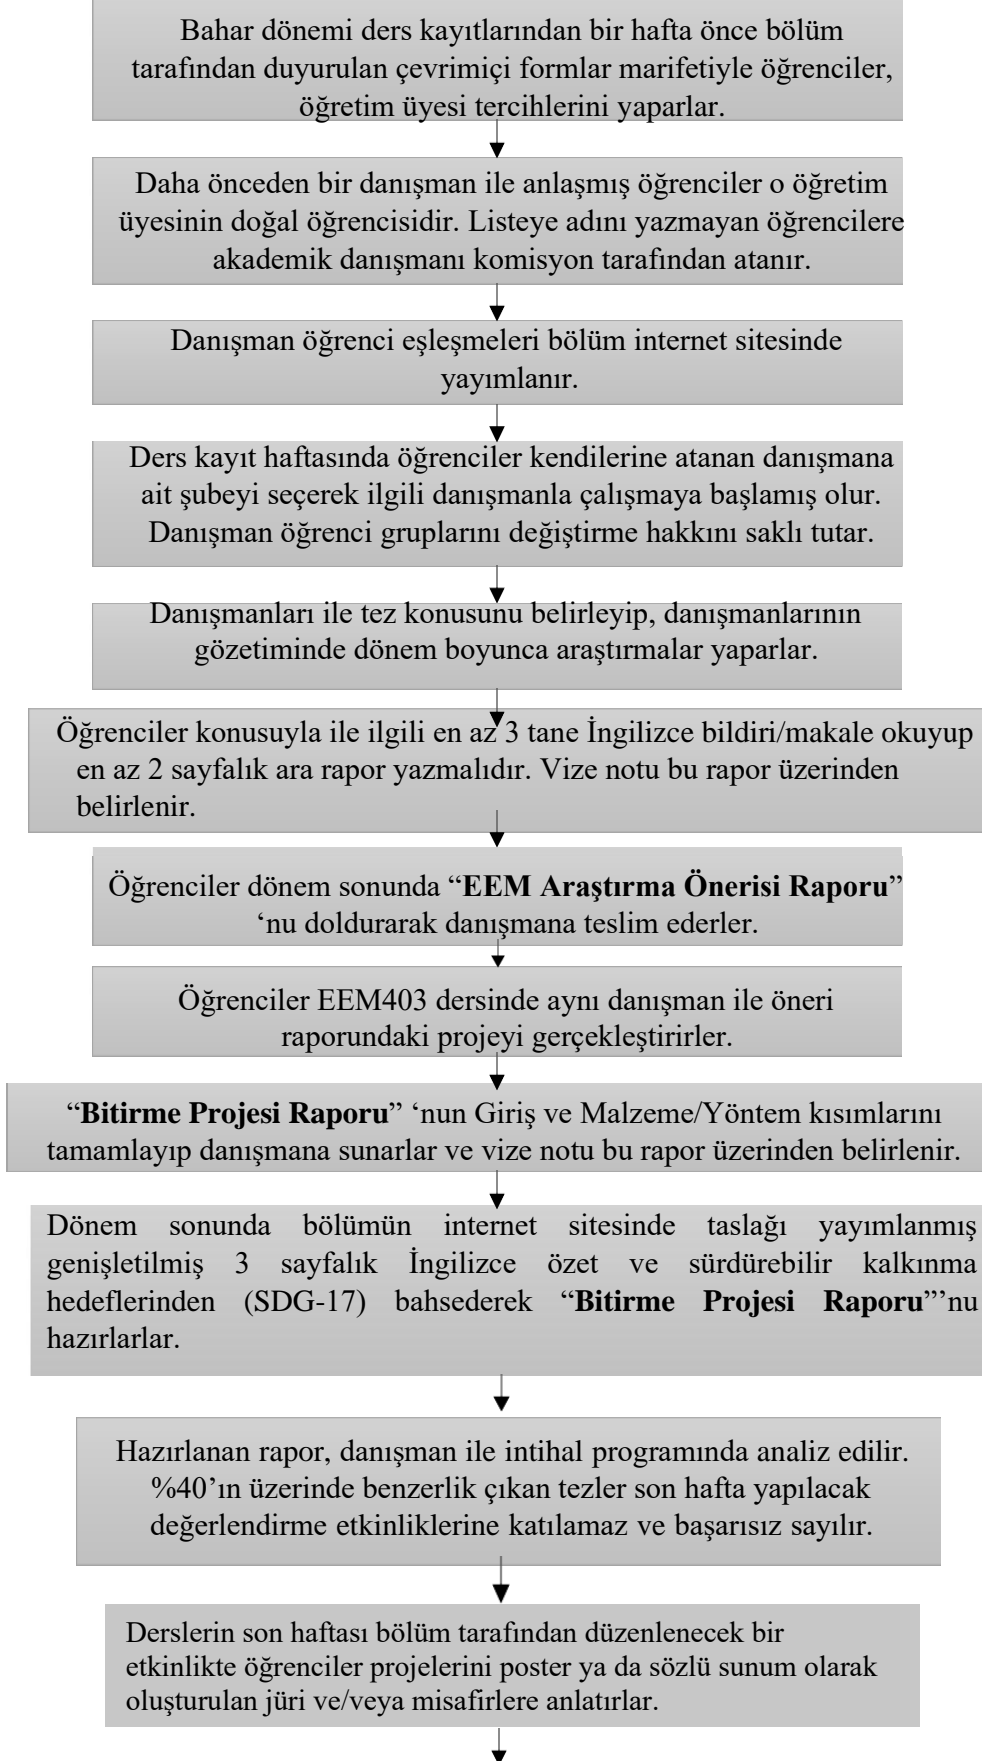 Bahar dönemi ders kayıtlarından bir hafta önce bölüm
tarafından duyurulan çevrimiçi formlar marifetiyle öğrenciler,
öğretim üyesi tercihlerini yaparlar.
Daha önceden bir danışman ile anlaşmış öğrenciler o öğretim
üyesinin doğal öğrencisidir. Listeye adını yazmayan öğrencilere
akademik danışmanı komisyon tarafından atanır.
Danışman öğrenci eşleşmeleri bölüm internet sitesinde
yayımlanır.
Ders kayıt haftasında öğrenciler kendilerine atanan danışmana
ait şubeyi seçerek ilgili danışmanla çalışmaya başlamış olur.
Danışman öğrenci gruplarını değiştirme hakkını saklı tutar.
Danışmanları ile tez konusunu belirleyip, danışmanlarının
gözetiminde dönem boyunca araştırmalar yaparlar.
Öğrenciler konusuyla ile ilgili en az 3 tane İngilizce bildiri/makale okuyup
en az 2 sayfalık ara rapor yazmalıdır. Vize notu bu rapor üzerinden
belirlenir.
Öğrenciler dönem sonunda “EEM Araştırma Önerisi Raporu”
‘nu doldurarak danışmana teslim ederler.
Öğrenciler EEM403 dersinde aynı danışman ile öneri
raporundaki projeyi gerçekleştirirler.
“Bitirme Projesi Raporu” ‘nun Giriş ve Malzeme/Yöntem kısımlarını
tamamlayıp danışmana sunarlar ve vize notu bu rapor üzerinden belirlenir.
Dönem sonunda bölümün internet sitesinde taslağı yayımlanmış
genişletilmiş 3 sayfalık İngilizce özet ve sürdürebilir kalkınma
hedeflerinden (SDG-17) bahsederek “Bitirme Projesi Raporu”’nu
hazırlarlar.
Hazırlanan rapor, danışman ile intihal programında analiz edilir.
%40’ın üzerinde benzerlik çıkan tezler son hafta yapılacak
değerlendirme etkinliklerine katılamaz ve başarısız sayılır.
Derslerin son haftası bölüm tarafından düzenlenecek bir
etkinlikte öğrenciler projelerini poster ya da sözlü sunum olarak
oluşturulan jüri ve/veya misafirlere anlatırlar.